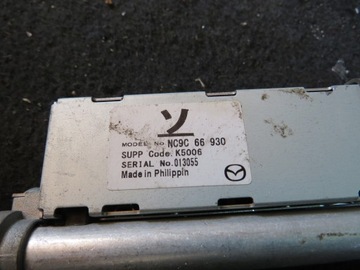 ソ
MODEL No NC9C 66 930
SUPP Code. K5006
SERIAL No. 013055
Made in Philippin